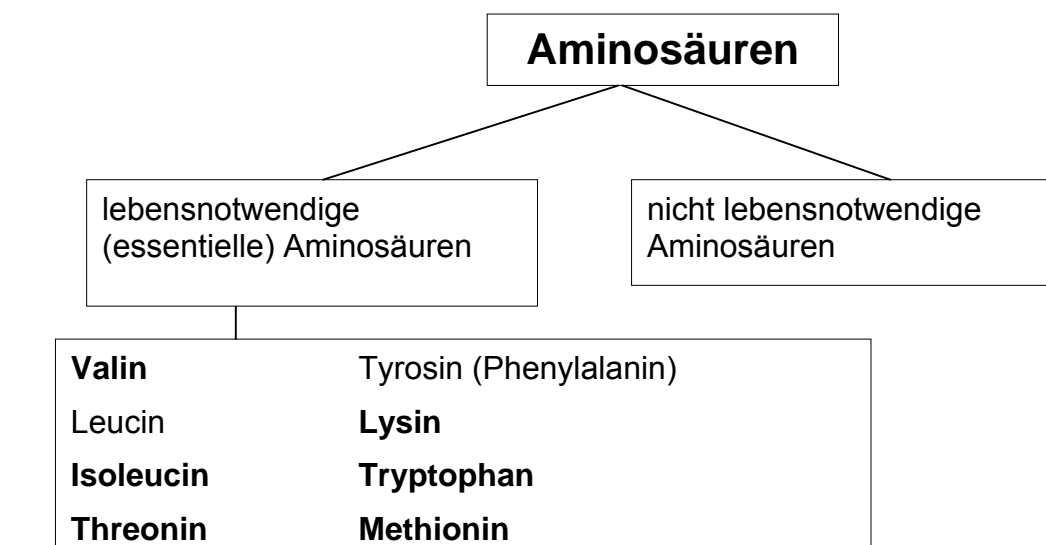 Aminosäuren
lebensnotwendige
(essentielle) Aminosäuren
nicht lebensnotwendige
Aminosäuren
Valin Tyrosin (Phenylalanin)
Leucin Lysin
Isoleucin Tryptophan
Threonin Methionin